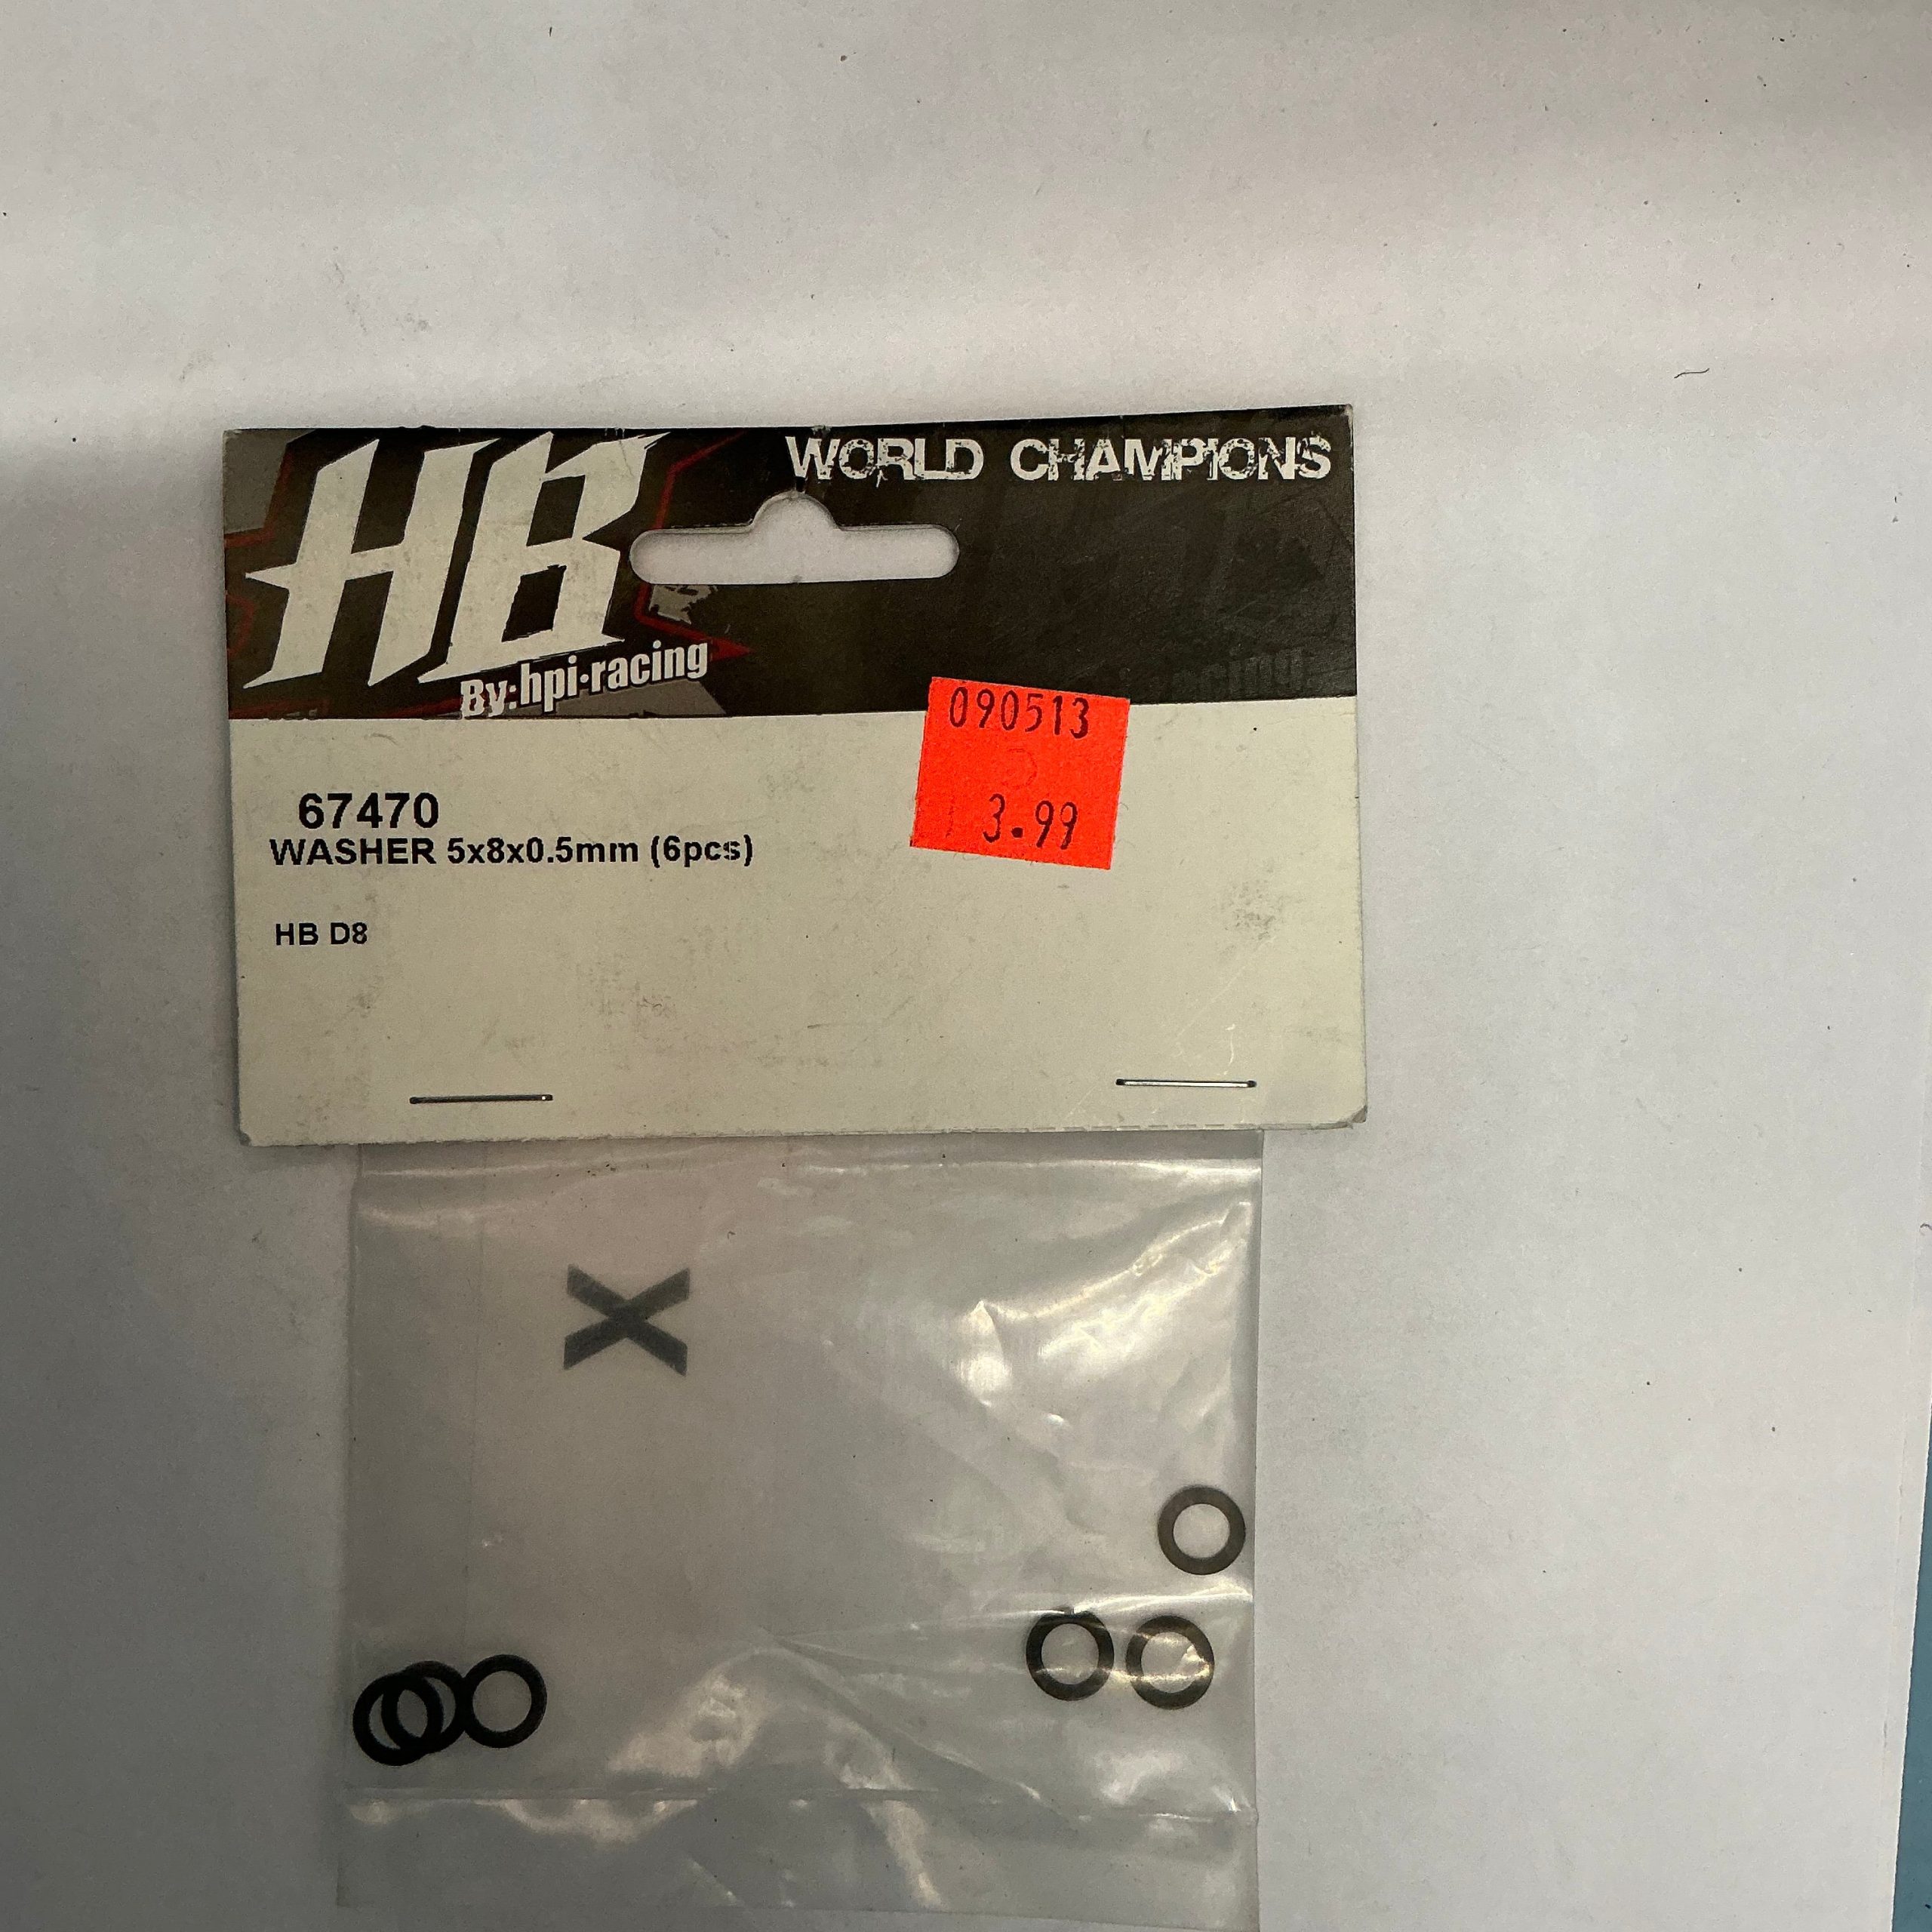 HB
WORLD CHAMPIONS
By:hpi·racing
090513
3.99
67470
WASHER 5x8x0.5mm (6pcs)
HB D8
X